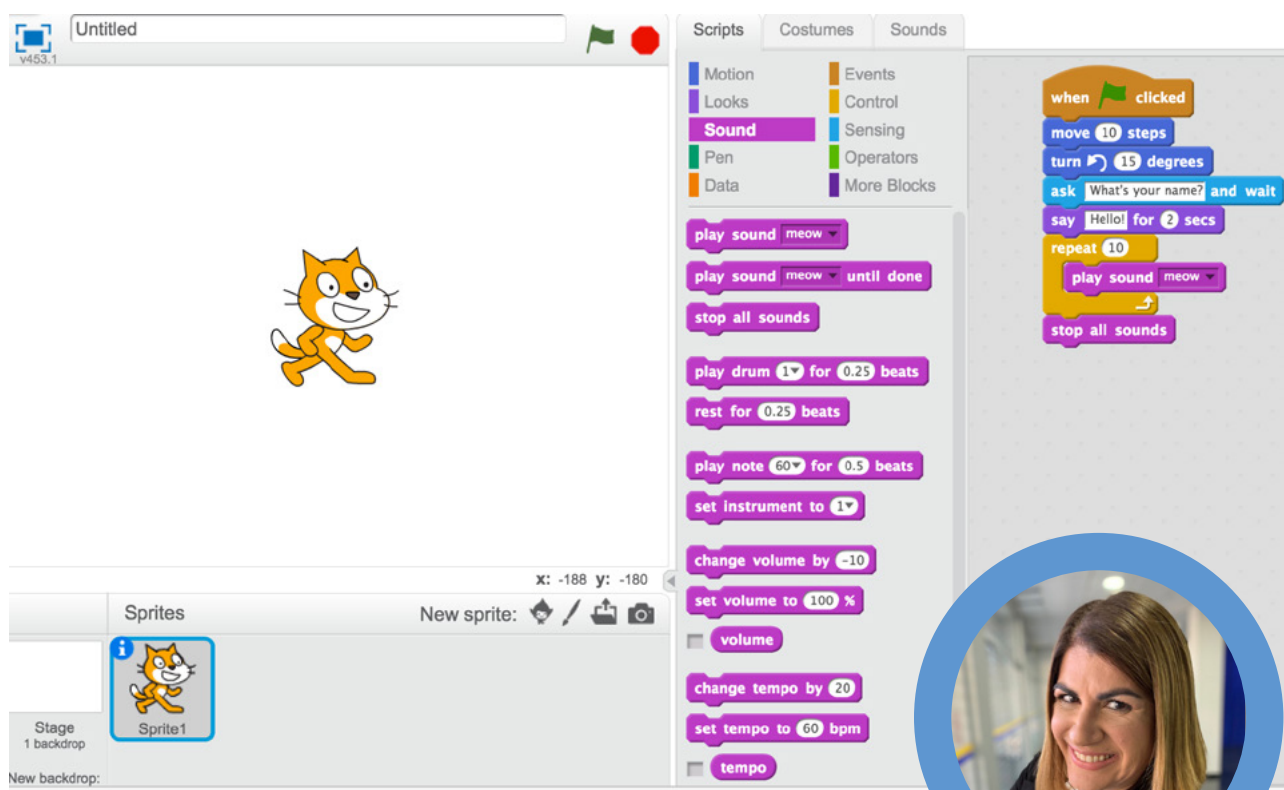 Untitled
v453.1
x: -188 y: -180
Sprites
New sprite:
Sprite1
Stage
1 backdrop
New backdrop:
Scripts
Costumes
Sounds
Motion
Looks
Sound
Pen
Data
Events
Control
Sensing
Operators
More Blocks
play sound meow
play sound meow until done
stop all sounds
play drum 1 for 0.25 beats
rest for 0.25 beats
play note 60 for 0.5 beats
set instrument to 1
change volume by -10
set volume to 100 %
volume
change tempo by 20
set tempo to 60 bpm
tempo
when clicked
move 10 steps
turn 15 degrees
ask What's your name? and wait
say Hello! for 2 secs
repeat 10
play sound meow
stop all sounds